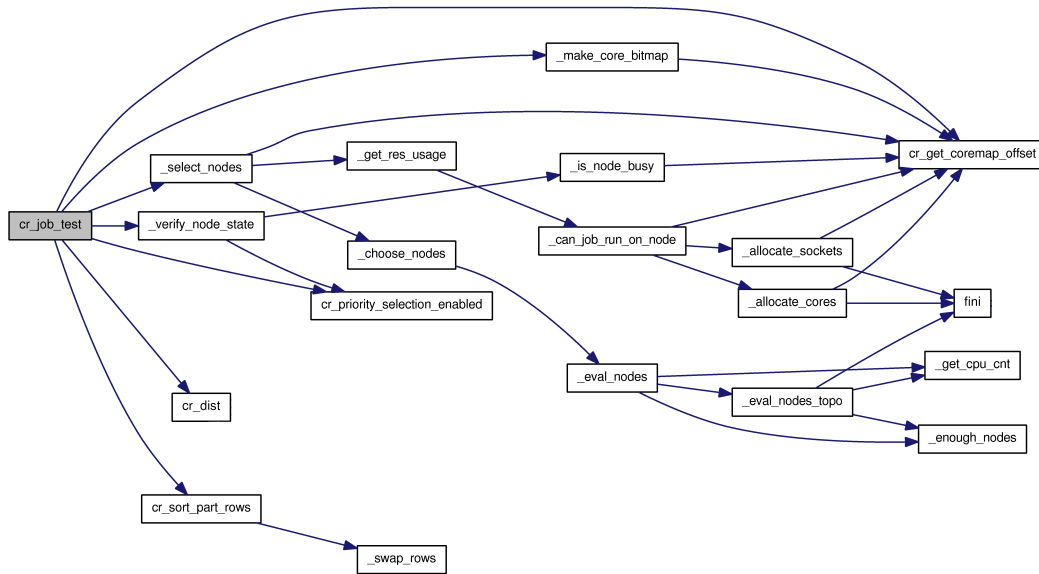 _make_core_bitmap
_get_res_usage
cr_get_coremap_offset
_select_nodes
_is_node_busy
cr_job_test
_verify_node_state
_can_job_run_on_node
_choose_nodes
_allocate_sockets
cr_priority_selection_enabled
_allocate_cores
fini
_get_cpu_cnt
_eval_nodes
_eval_nodes_topo
cr_dist
_enough_nodes
cr_sort_part_rows
_swap_rows